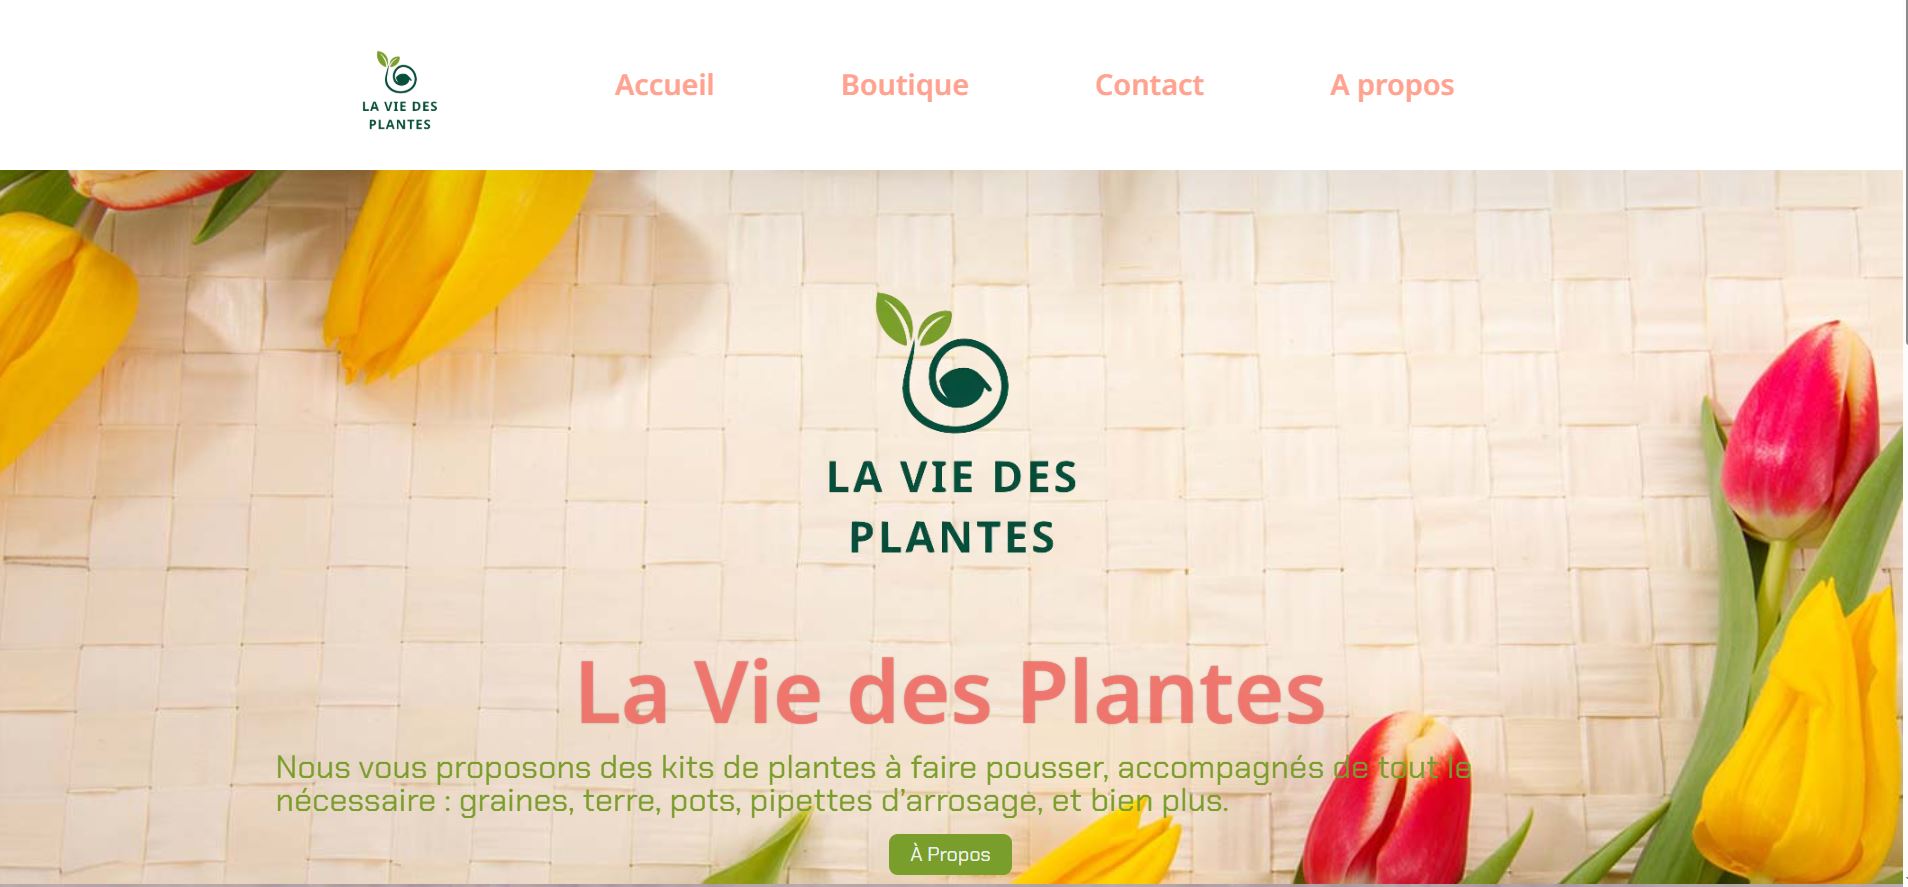 LA VIE DES
PLANTES
Accueil
Boutique
Contact
A propos
LA VIE DES
PLANTES
La Vie des Plantes
Nous vous proposons des kits de plantes à faire pousser, accompagnés de tout le
nécessaire : graines, terre, pots, pipettes d’arrosage, et bien plus.
À Propos